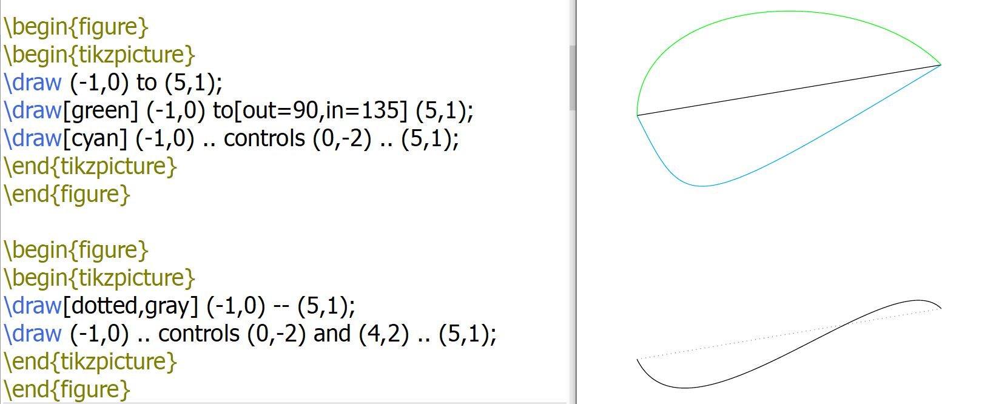 \begin{figure}
\begin{tikzpicture}
\draw (-1,0) to (5,1);
\draw[green] (-1,0) to[out=90,in=135] (5,1);
\draw[cyan] (-1,0) .. controls (0,-2) .. (5,1);
\end{tikzpicture}
\end{figure}
\begin{figure}
\begin{tikzpicture}
\draw[dotted,gray] (-1,0) -- (5,1);
\draw (-1,0) .. controls (0,-2) and (4,2) .. (5,1);
\end{tikzpicture}
\end{figure}